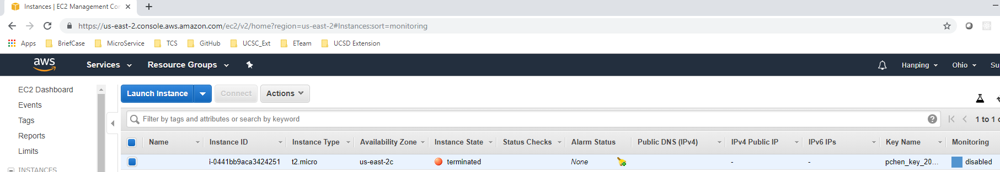 Instances | EC2 Management Con
https://us-east-2.console.aws.amazon.com/ec2/v2/home?region=us-east-2#Instances:sort=monitoring
Apps BriefCase MicroService TCS GitHub UCSC_Ext ETeam UCSD Extension
aws Services Resource Groups Hanping Ohio Su
EC2 Dashboard
Events
Tags
Reports
Limits
INSTANCES
Launch Instance Connect Actions
Filter by tags and attributes or search by keyword ? 1 to 1 o
Name Instance ID Instance Type Availability Zone Instance State Status Checks Alarm Status Public DNS (IPv4) IPv4 Public IP IPv6 IPs Key Name Monitoring
i-0441bb9aca3424251 t2.micro us-east-2c terminated None - - pchen_key_20... disabled